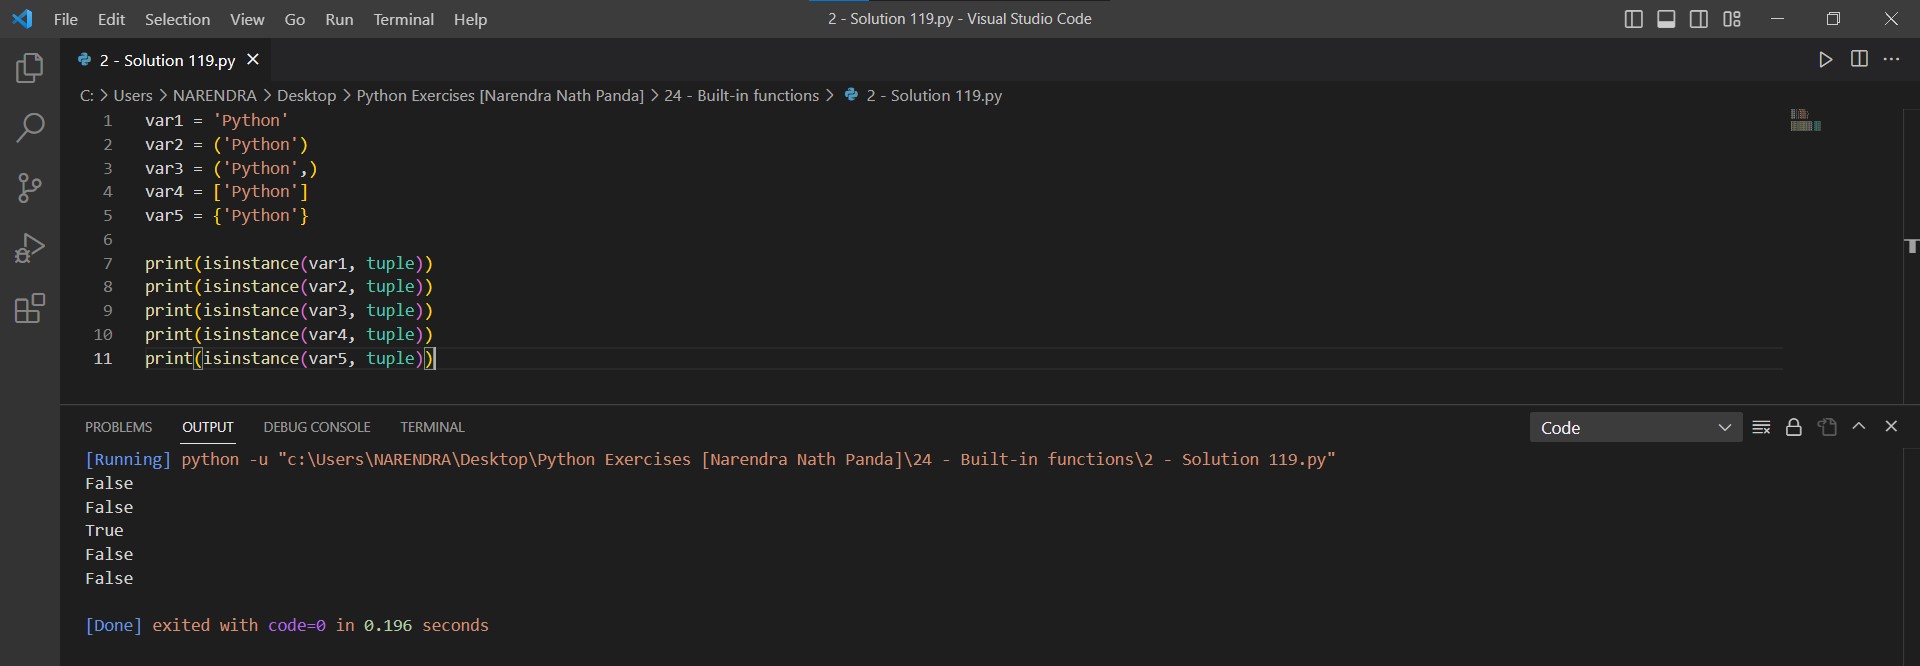 File Edit Selection View Go Run Terminal Help 2 - Solution 119.py - Visual Studio Code
2 - Solution 119.py
C: > Users > NARENDRA > Desktop > Python Exercises [Narendra Nath Panda] > 24 - Built-in functions > 2 - Solution 119.py
1 var1 = 'Python'
2 var2 = ('Python')
3 var3 = ('Python',)
4 var4 = ['Python']
5 var5 = {'Python'}
6
7 print(isinstance(var1, tuple))
8 print(isinstance(var2, tuple))
9 print(isinstance(var3, tuple))
10 print(isinstance(var4, tuple))
11 print(isinstance(var5, tuple))
PROBLEMS OUTPUT DEBUG CONSOLE TERMINAL Code
[Running] python -u "c:\Users\NARENDRA\Desktop\Python Exercises [Narendra Nath Panda]\24 - Built-in functions\2 - Solution 119.py"
False
False
True
False
False
[Done] exited with code=0 in 0.196 seconds